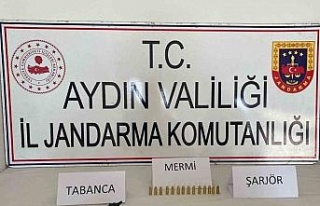 T.C.
AYDIN VALİLİĞİ
İL JANDARMA KOMUTANLIĞI
TABANCA
MERMİ
ŞARJÖR